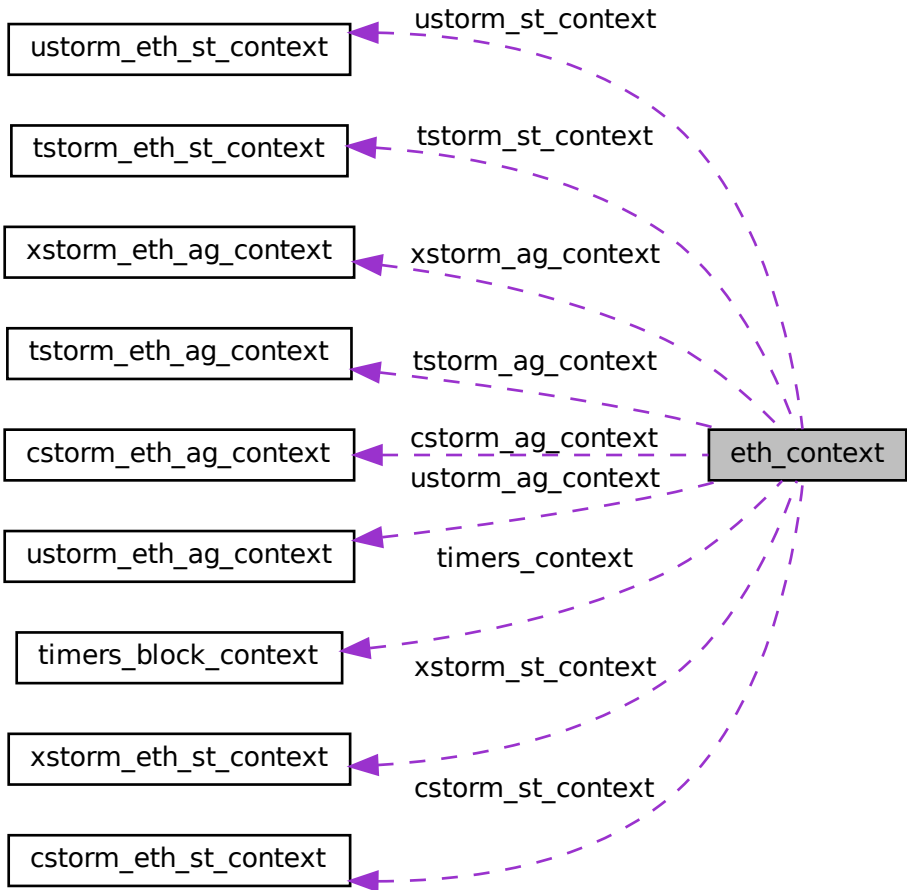 ustorm_st_context
ustorm_eth_st_context
tstorm_st_context
tstorm_eth_st_context
xstorm_ag_context
xstorm_eth_ag_context
tstorm_ag_context
tstorm_eth_ag_context
cstorm_ag_context
cstorm_eth_ag_context
eth_context
ustorm_ag_context
ustorm_eth_ag_context
timers_context
timers_block_context
xstorm_st_context
xstorm_eth_st_context
cstorm_st_context
cstorm_eth_st_context